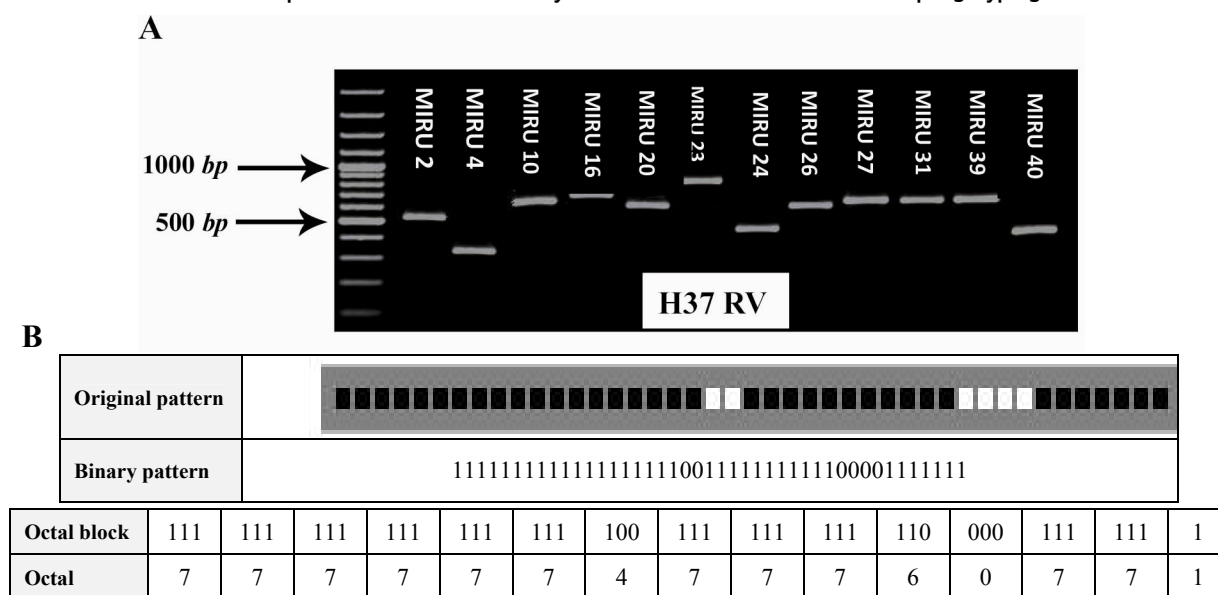 A
MIRU 2
MIRU 4
MIRU 10
MIRU 16
MIRU 20
MIRU 23
MIRU 24
MIRU 26
MIRU 27
MIRU 31
MIRU 39
MIRU 40
1000 bp
500 bp
H37 RV
B
Original pattern
Binary pattern 1111111111111111111001111111111100001111111
Octal block 111 111 111 111 111 111 100 111 111 111 110 000 111 111 1
Octal 7 7 7 7 7 7 4 7 7 7 6 0 7 7 1